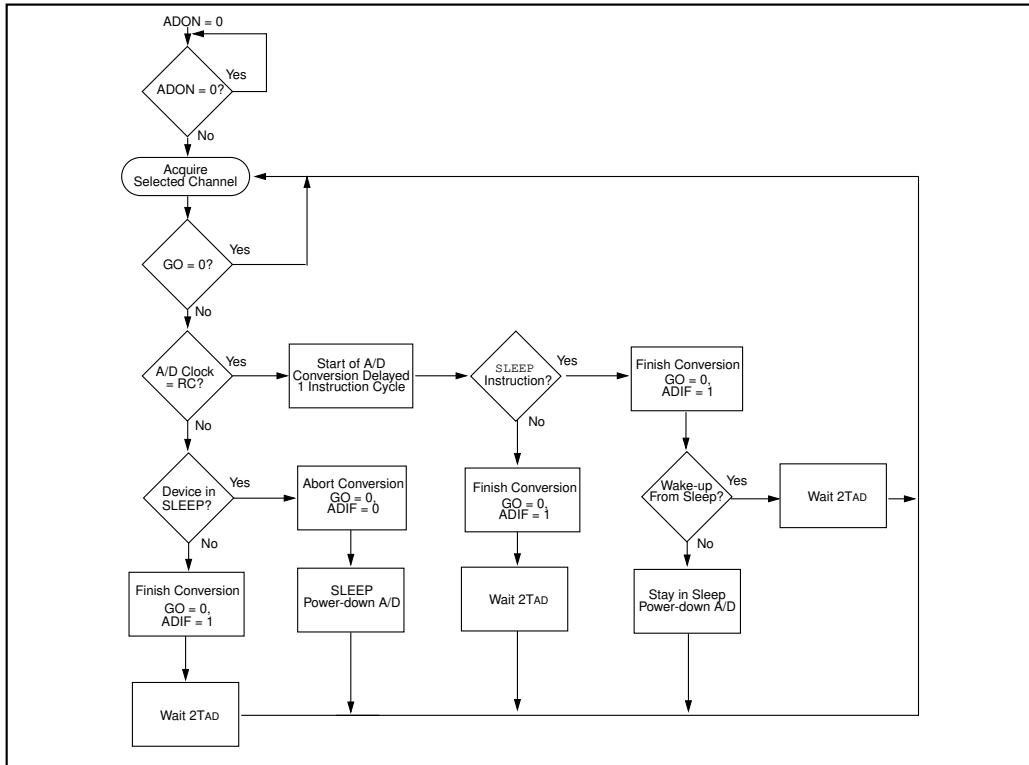 ADON = 0
Yes
ADON = 0?
No
Acquire
Selected Channel
Yes
GO = 0?
No
A/D Clock
= RC?
Yes
Start of A/D
Conversion Delayed
1 Instruction Cycle
SLEEP
Instruction?
Yes
Finish Conversion
GO = 0,
ADIF = 1
No
No
Device in
SLEEP?
Yes
Abort Conversion
GO = 0,
ADIF = 0
Finish Conversion
GO = 0,
ADIF = 1
Wake-up
From Sleep?
Yes
Wait 2TAD
No
No
Finish Conversion
GO = 0,
ADIF = 1
SLEEP
Power-down A/D
Wait 2TAD
Stay in Sleep
Power-down A/D
Wait 2TAD